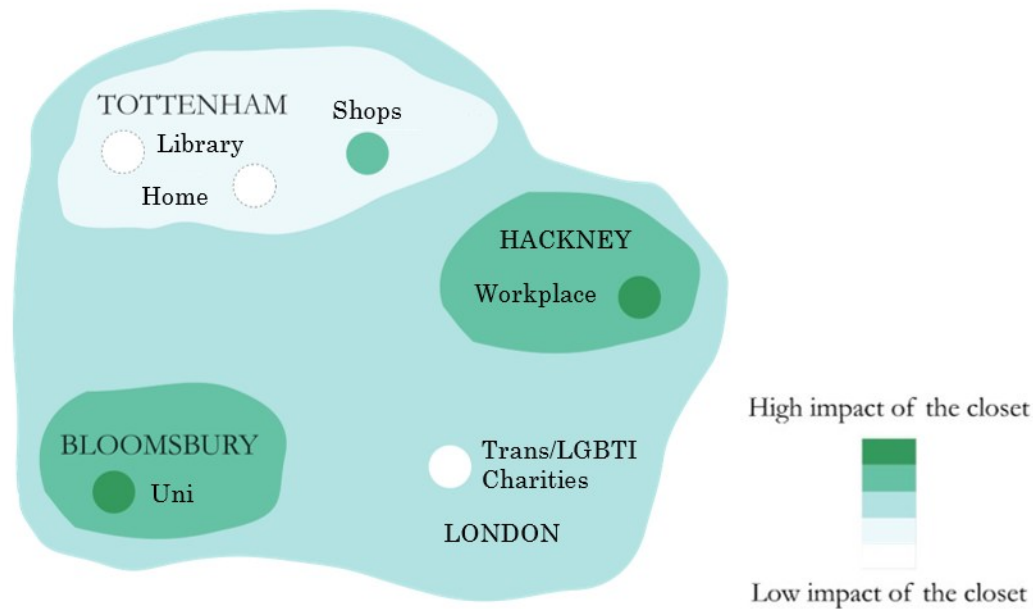 TOTTENHAM
Shops
Library
Home
HACKNEY
Workplace
BLOOMSBURY
Uni
Trans/LGBTI
Charities
LONDON
High impact of the closet
Low impact of the closet